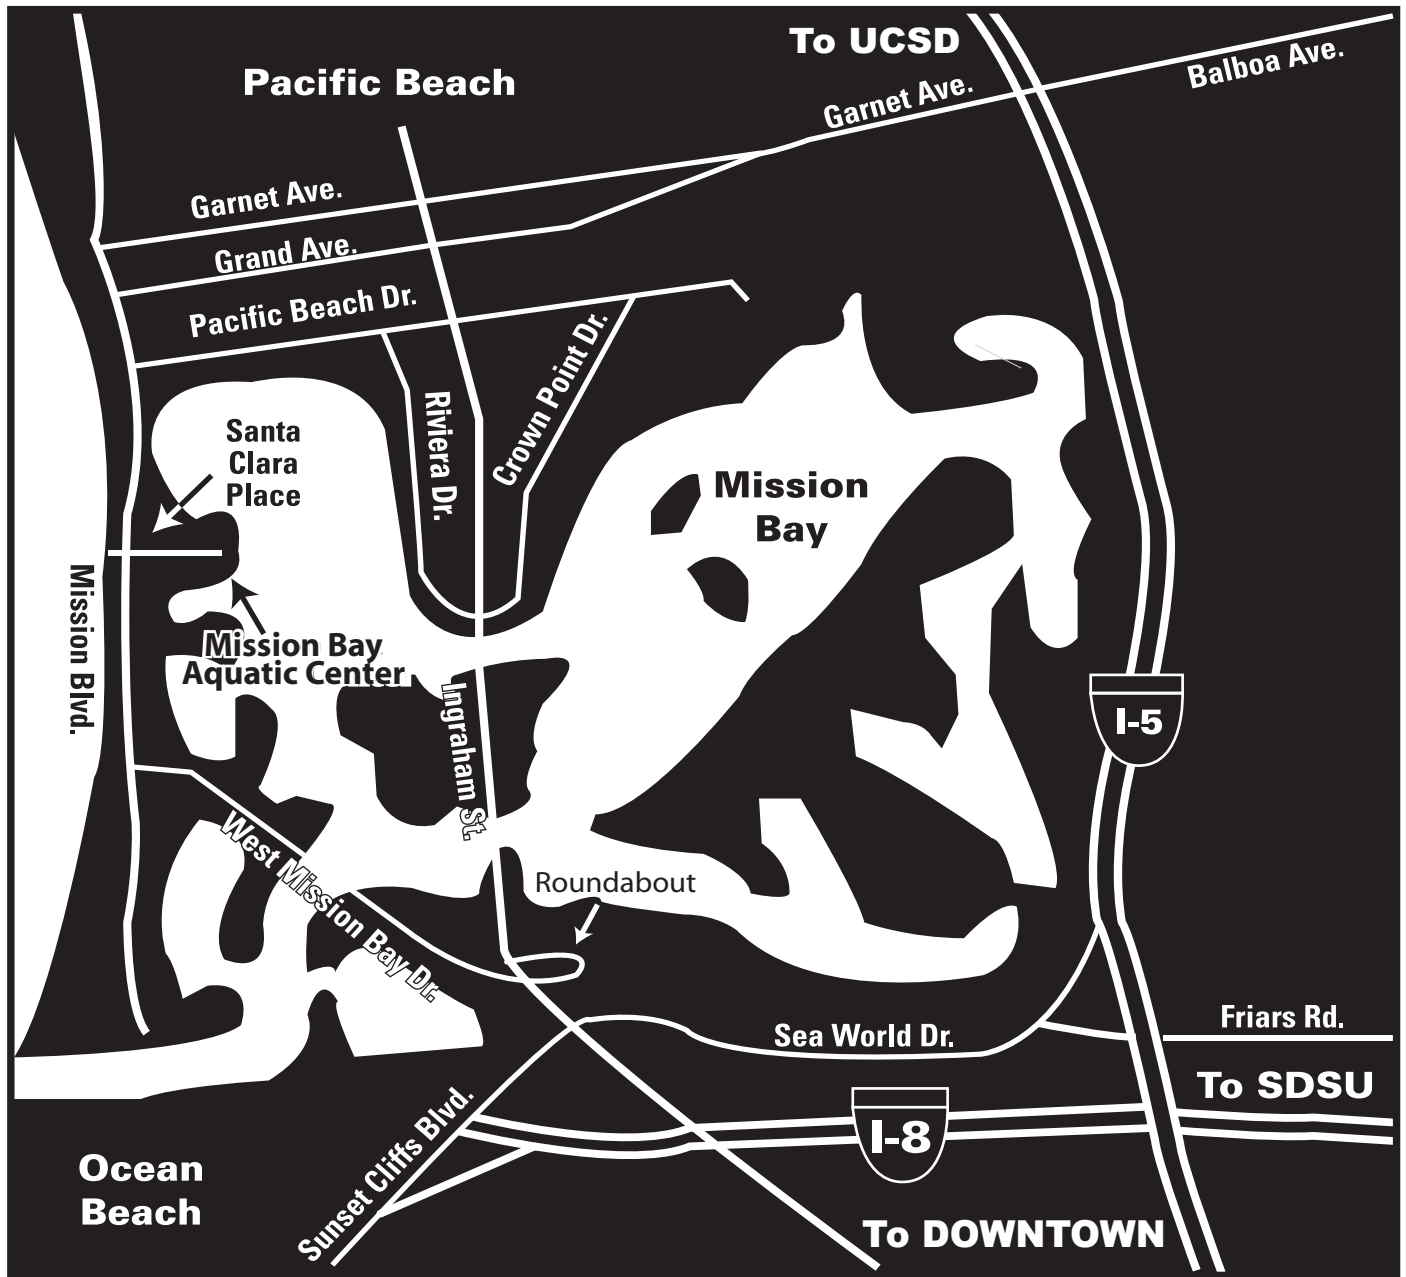 To UCSD
Pacific Beach
Balboa Ave.
Garnet Ave.
Garnet Ave.
Grand Ave.
Pacific Beach Dr.
Crown Point Dr.
Riviera Dr.
Santa
Clara
Place
Mission
Bay
Mission Blvd.
Mission Bay
Aquatic Center
Ingraham St.
I-5
West Mission Bay Dr.
Roundabout
Friars Rd.
Sea World Dr.
To SDSU
Sunset Cliffs Blvd.
I-8
Ocean
Beach
To DOWNTOWN